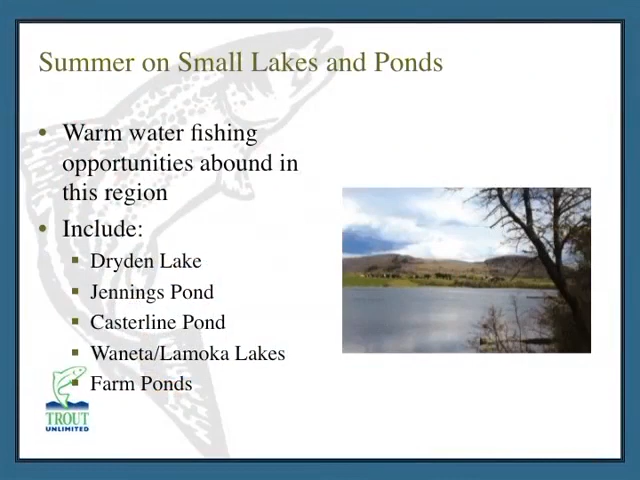 Summer on Small Lakes and Ponds
• Warm water fishing
opportunities abound in
this region
• Include:
▪ Dryden Lake
▪ Jennings Pond
▪ Casterline Pond
▪ Waneta/Lamoka Lakes
▪ Farm Ponds
TROUT
UNLIMITED